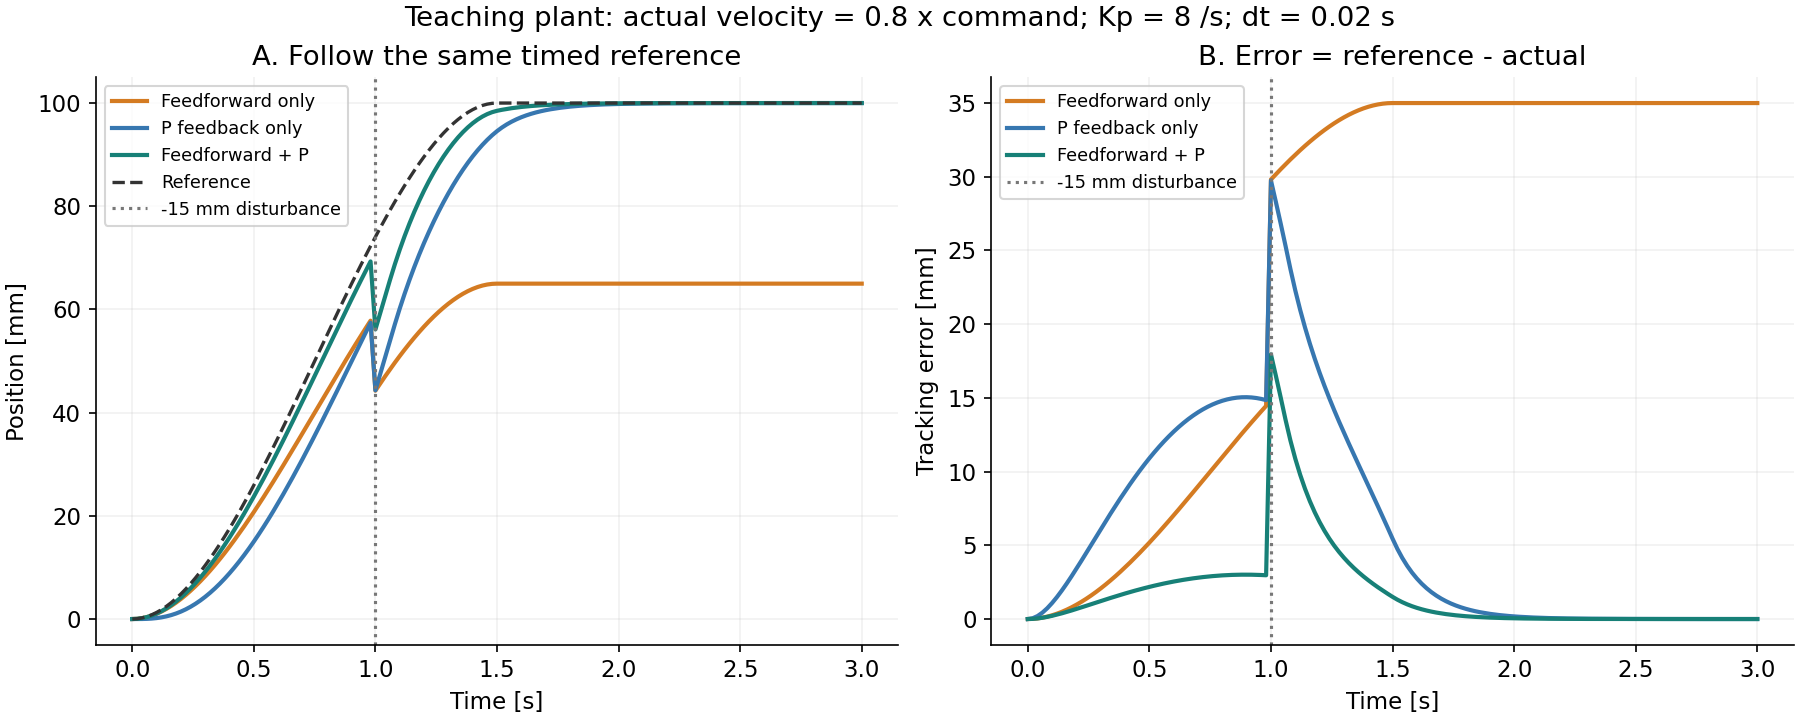 Teaching plant: actual velocity = 0.8 x command; Kp = 8 /s; dt = 0.02 s
A. Follow the same timed reference
Feedforward only
P feedback only
Feedforward + P
Reference
-15 mm disturbance
Position [mm]
100
80
60
40
20
0
0.0 0.5 1.0 1.5 2.0 2.5 3.0
Time [s]
B. Error = reference - actual
Feedforward only
P feedback only
Feedforward + P
-15 mm disturbance
Tracking error [mm]
35
30
25
20
15
10
5
0
0.0 0.5 1.0 1.5 2.0 2.5 3.0
Time [s]